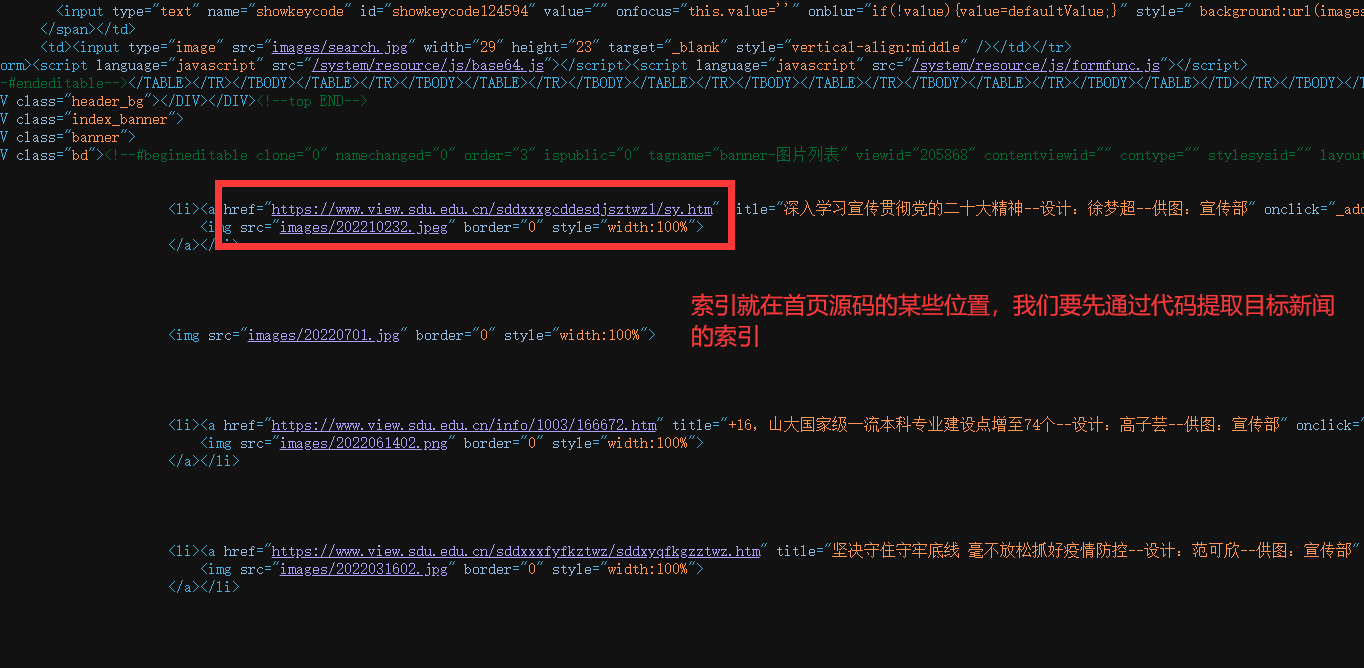 <input type="text" name="showkeycode" id="showkeycode124594" value="" onfocus="this.value=''" onblur="if(!value){value=defaultValue;}" style=" background:url(images
</span></td>
<td><input type="image" src="images/search.jpg" width="29" height="23" target="_blank" style="vertical-align:middle" /></td></tr>
orm><script language="javascript" src="/system/resource/js/base64.js"></script><script language="javascript" src="/system/resource/js/formfunc.js"></script>
-#endeditable--></TABLE></TR></TBODY></TABLE></TR></TBODY></TABLE></TR></TBODY></TABLE></TR></TBODY></TABLE></TR></TBODY></TABLE></TD></TR></TBODY></T
V class="header_bg"></DIV></DIV><!--top END-->
V class="index_banner">
V class="banner">
V class="bd"><!--#begineditable clone="0" namechanged="0" order="3" ispublic="0" tagname="banner-图片列表" viewid="205868" contentviewid="" contype="" stylesysid="" layout
<li><a href="https://www.view.sdu.edu.cn/sddxxxgcddesdjsztwz1/sy.htm" itle="深入学习宣传贯彻党的二十大精神--设计：徐梦超--供图：宣传部" onclick="_add
<img src="images/202210232.jpeg" border="0" style="width:100%">
</a></li>
<img src="images/20220701.jpg" border="0" style="width:100%">
索引就在首页源码的某些位置，我们要先通过代码提取目标新闻
的索引
<li><a href="https://www.view.sdu.edu.cn/info/1003/166672.htm" title="+16，山大国家级一流本科专业建设点增至74个--设计：高子芸--供图：宣传部" onclick="
<img src="images/2022061402.png" border="0" style="width:100%">
</a></li>
<li><a href="https://www.view.sdu.edu.cn/sddxxxfyfkztwz/sddxyqfkgzztwz.htm" title="坚决守住守牢底线 毫不放松抓好疫情防控--设计：范可欣--供图：宣传部"
<img src="images/2022031602.jpg" border="0" style="width:100%">
</a></li>